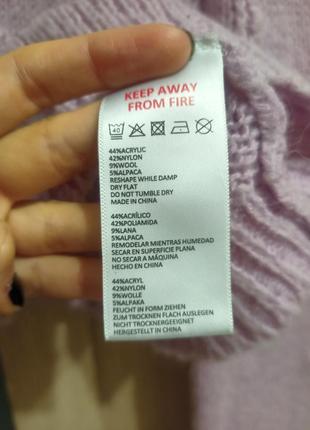 KEEP AWAY
FROM FIRE
40
44%ACRYLIC
42%NYLON
9%WOOL
5%ALPACA
RESHAPE WHILE DAMP
DRY FLAT
DO NOT TUMBLE DRY
MADE IN CHINA
44%ACRÍLICO
42%POLIAMIDA
9%LANA
5%ALPACA
REMODELAR MIENTRAS HUMEDAD
SECAR EN SUPERFICIE PLANA
NO SECAR A MÁQUINA
HECHO EN CHINA
44%ACRYL
42%NYLON
9%WOLLE
5%ALPAKA
FEUCHT IN FORM ZIEHEN
ZUM TROCKNEN FLACH AUSLEGEN
NICHT TROCKNERGEEIGNET
HERGESTELLT IN CHINA